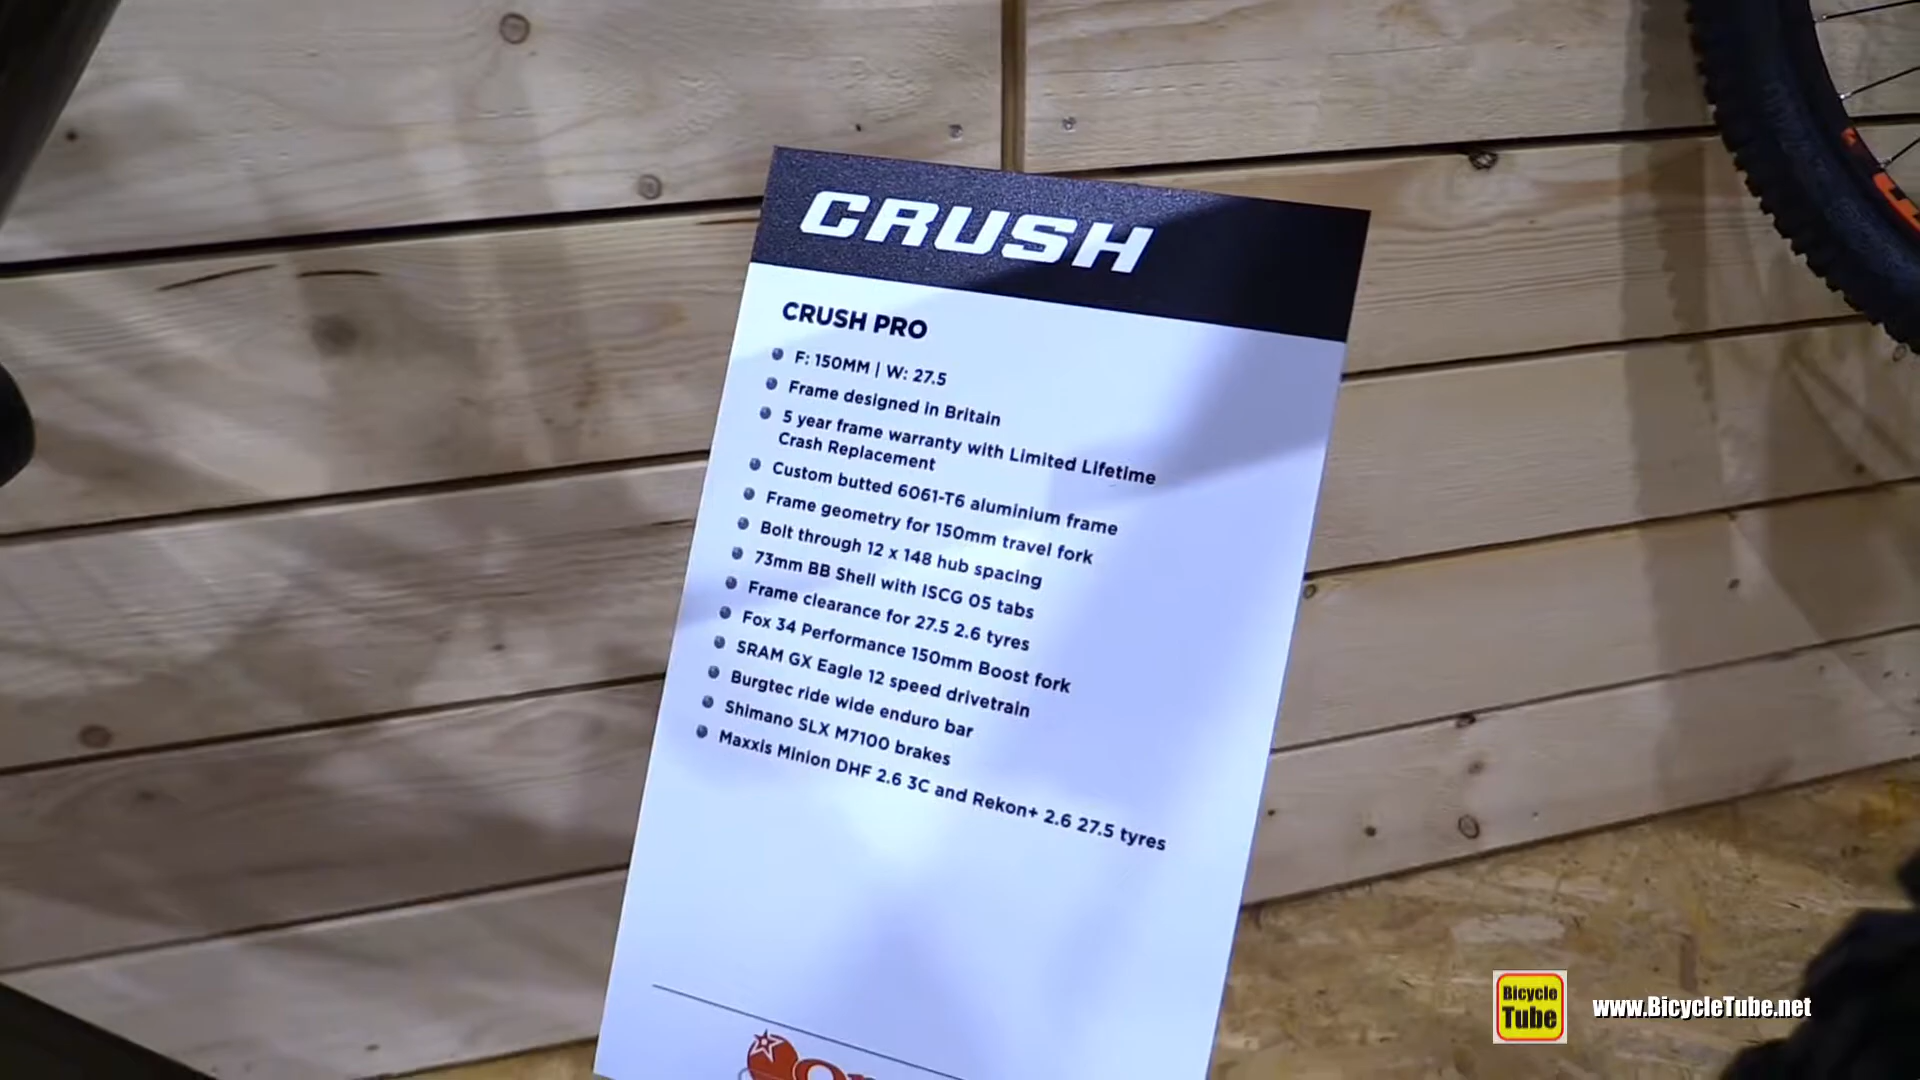 CRUSH
CRUSH PRO
F: 150MM | W: 27.5
Frame designed in Britain
5 year frame warranty with Limited Lifetime
Crash Replacement
Custom butted 6061-T6 aluminium frame
Frame geometry for 150mm travel fork
Bolt through 12 x 148 hub spacing
73mm BB Shell with ISCG 05 tabs
Frame clearance for 27.5 2.6 tyres
Fox 34 Performance 150mm Boost fork
SRAM GX Eagle 12 speed drivetrain
Burgtec ride wide enduro bar
Shimano SLX M7100 brakes
Maxxis Minion DHF 2.6 3C and Rekon+ 2.6 27.5 tyres
Bicycle
Tube
www.BicycleTube.net